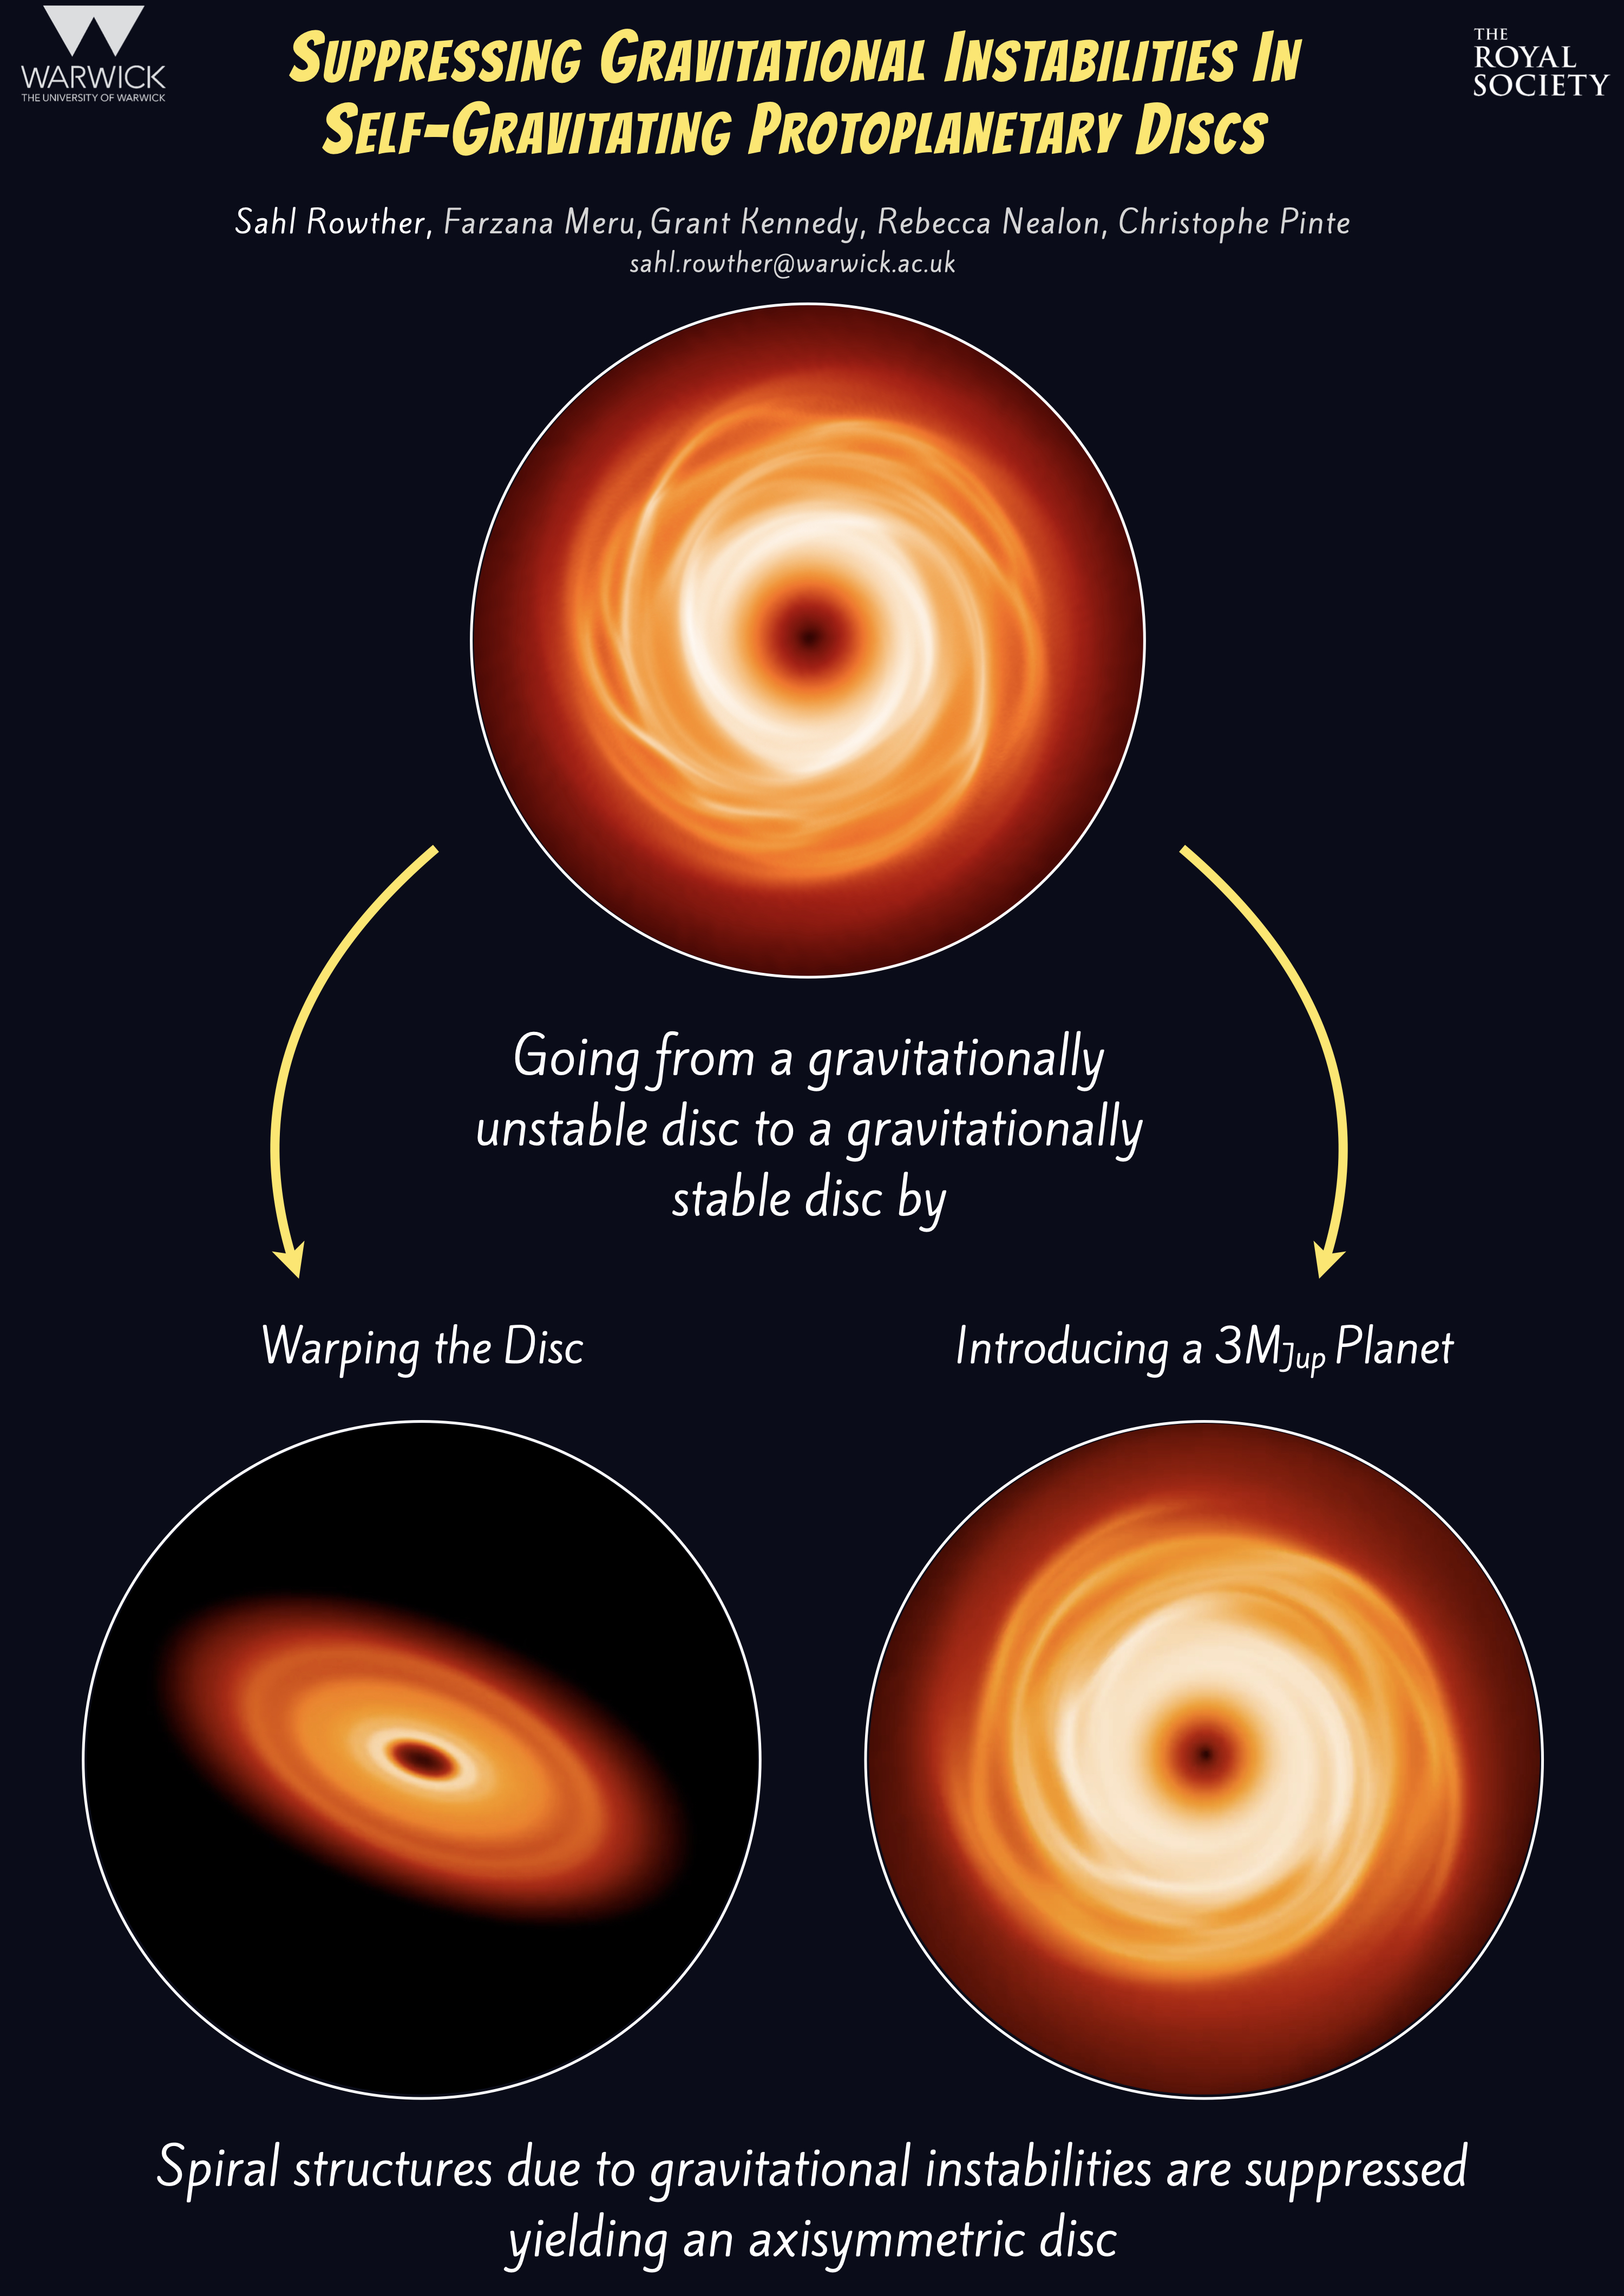 WARWICK
THE UNIVERSITY OF WARWICK
Suppressing Gravitational Instabilities In
Self-Gravitating Protoplanetary Discs
THE
ROYAL
SOCIETY
Sahl Rowther, Farzana Meru, Grant Kennedy, Rebecca Nealon, Christophe Pinte
sahl.rowther@warwick.ac.uk
Going from a gravitationally
unstable disc to a gravitationally
stable disc by
Warping the Disc
Introducing a 3MJup Planet
Spiral structures due to gravitational instabilities are suppressed
yielding an axisymmetric disc